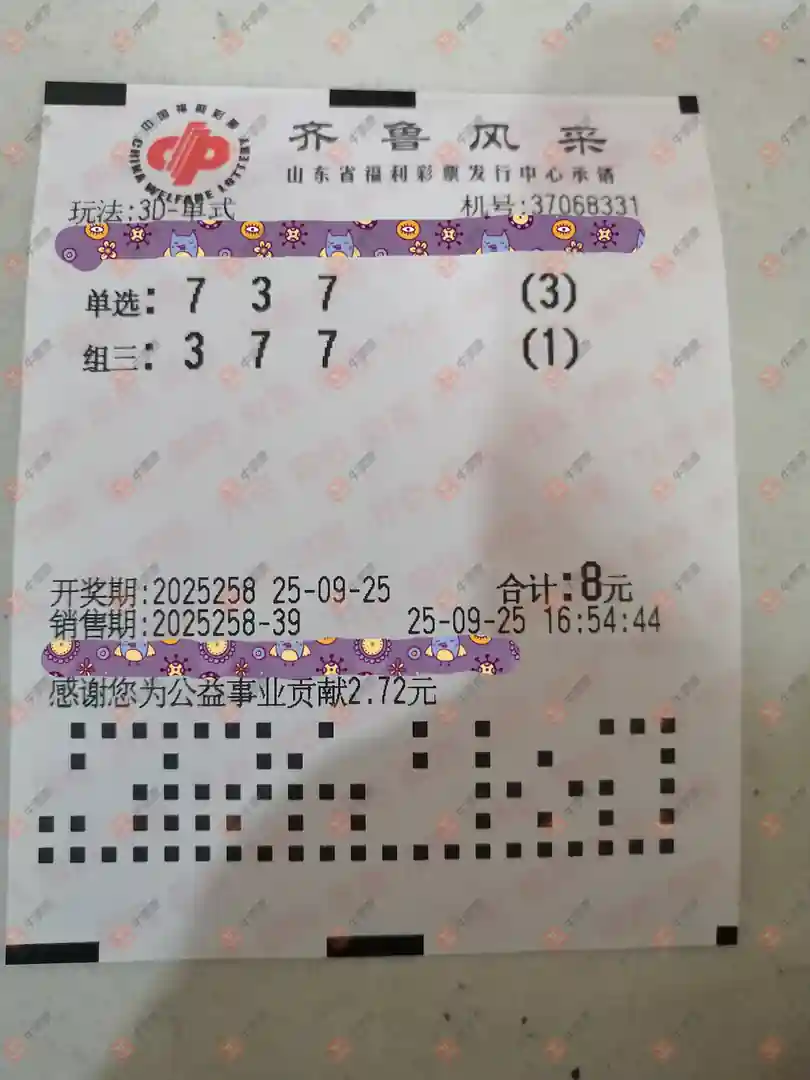 中国福利彩票
CHINA WELFARE LOTTERY
齐鲁风采
山东省福利彩票发行中心承销
玩法:3D-单式 机号:37068331
单选: 7 3 7 (3)
组三: 3 7 7 (1)
开奖期:2025258 25-09-25 合计:8元
销售期:2025258-39 25-09-25 16:54:44
感谢您为公益事业贡献2.72元